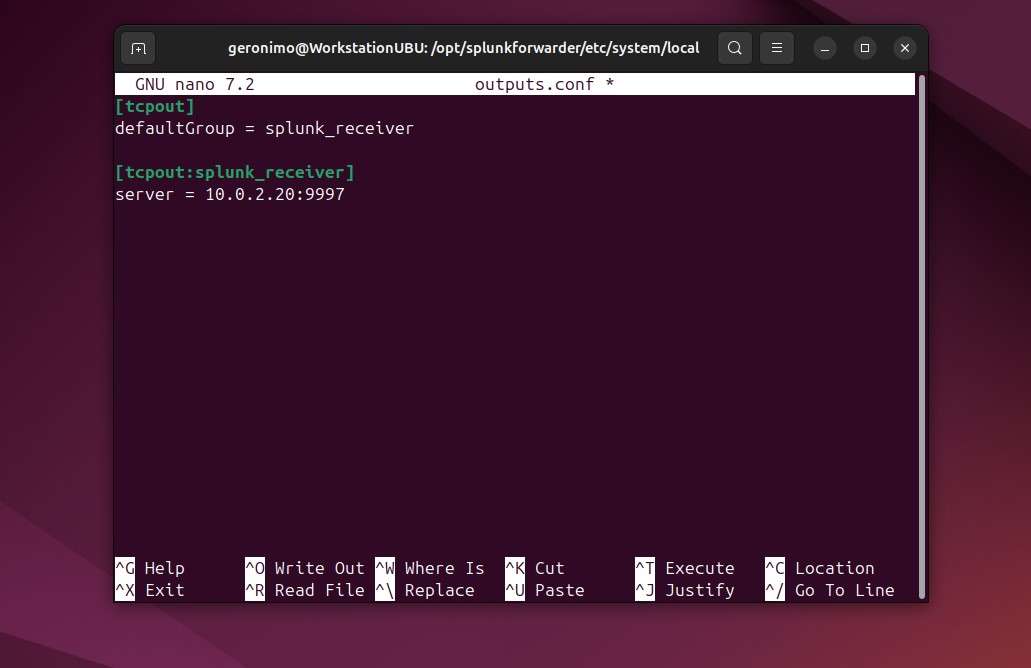 geronimo@WorkstationUBU: /opt/splunkforwarder/etc/system/local
GNU nano 7.2 outputs.conf *
[tcpout]
defaultGroup = splunk_receiver
[tcpout:splunk_receiver]
server = 10.0.2.20:9997
^G Help ^O Write Out ^W Where Is ^K Cut ^T Execute ^C Location
^X Exit ^R Read File ^\ Replace ^U Paste ^J Justify ^/ Go To Line